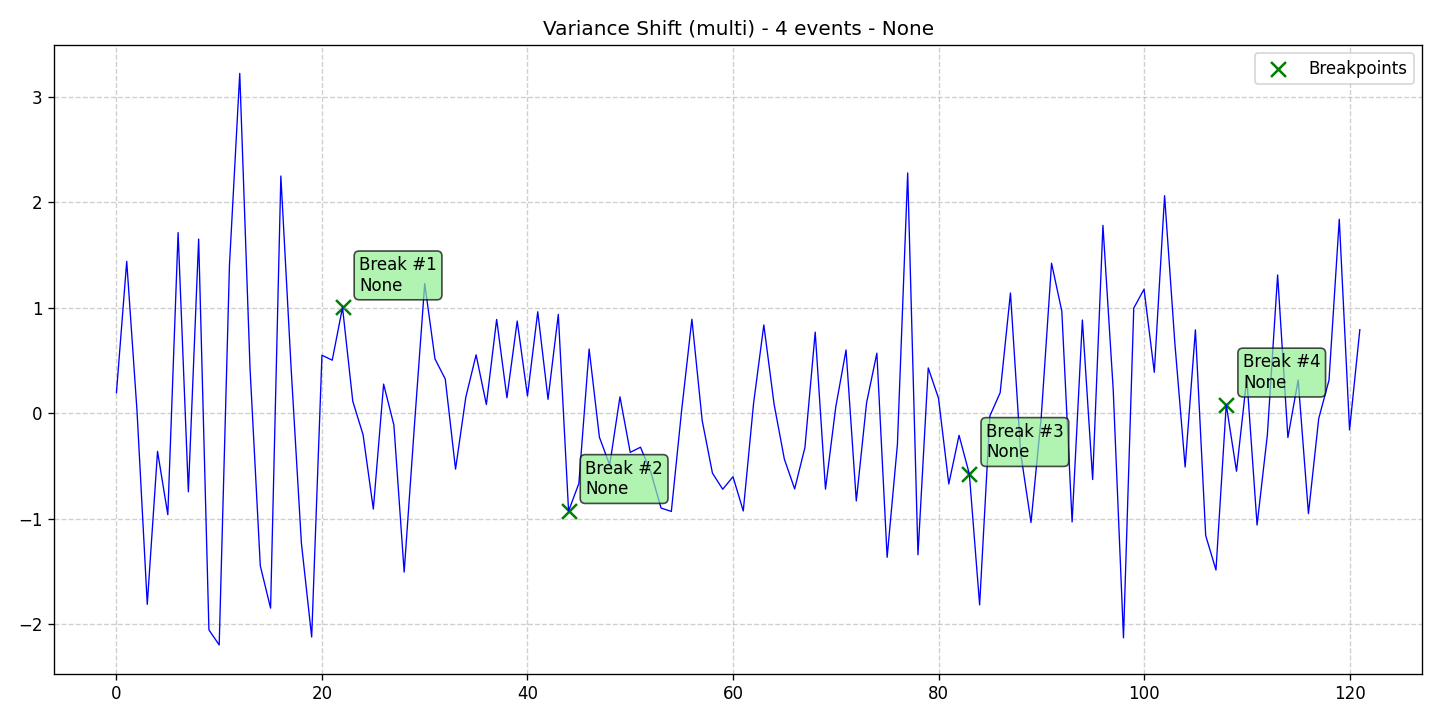 Variance Shift (multi) - 4 events - None
Breakpoints
3
2
1
0
−1
−2
Break #1
None
Break #2
None
Break #3
None
Break #4
None
0
20
40
60
80
100
120